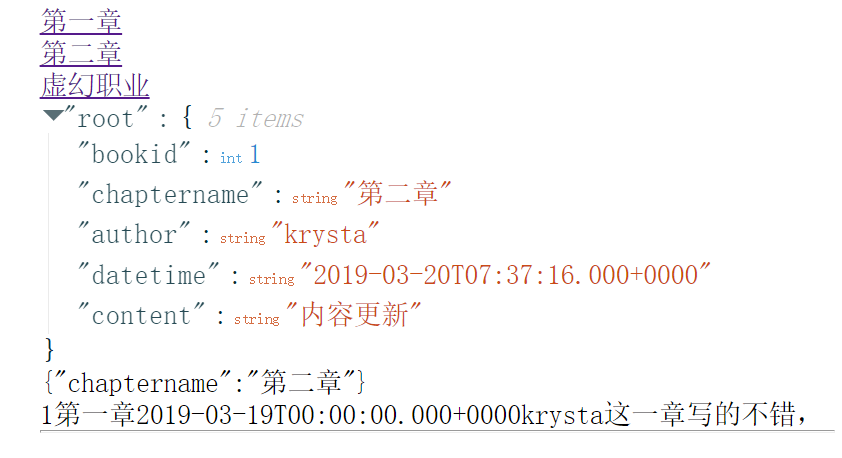 第一章
第二章
虚幻职业
"root" : { 5 items
"bookid" : int 1
"chaptername" : string "第二章"
"author" : string "krysta"
"datetime" : string "2019-03-20T07:37:16.000+0000"
"content" : string "内容更新"
}
{"chaptername":"第二章"}
1第一章2019-03-19T00:00:00.000+0000krysta这一章写的不错，